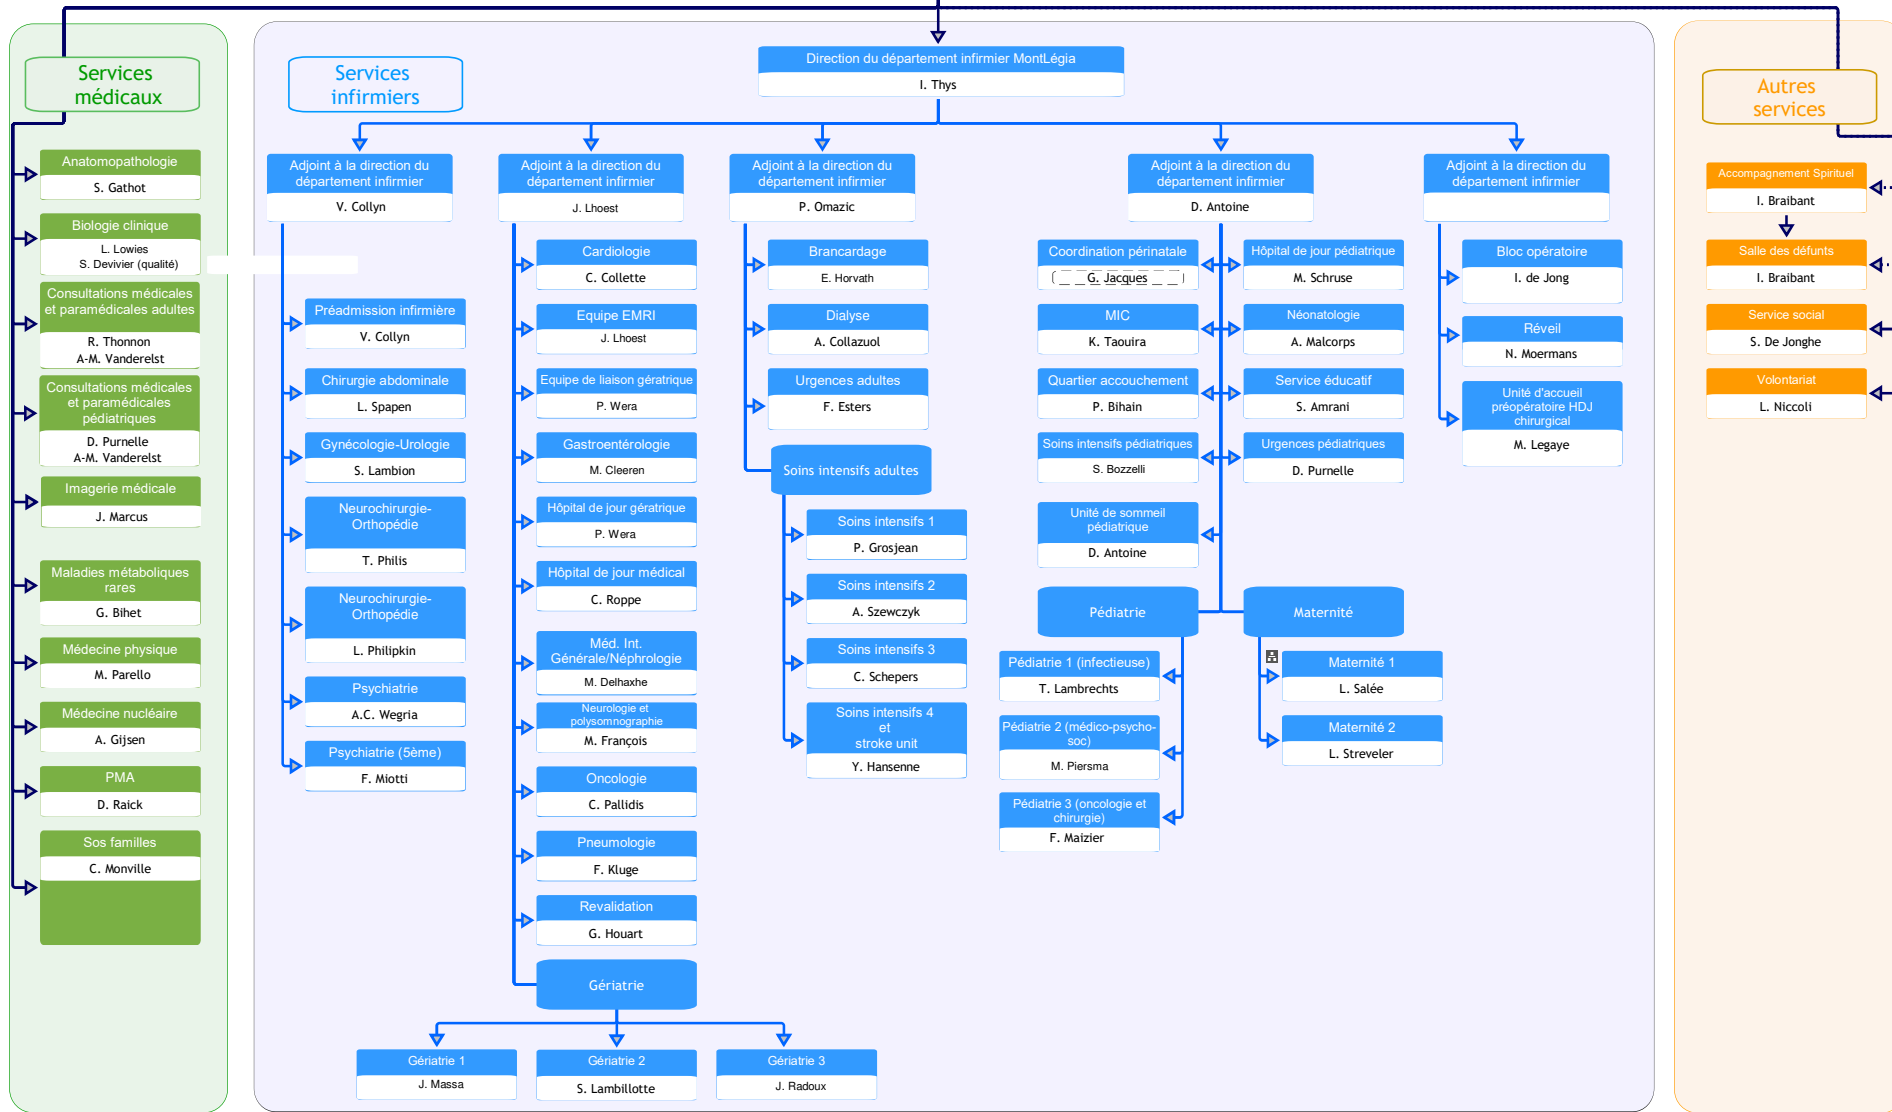 Services
médicaux
Anatomopathologie
S. Gathot
Biologie clinique
L. Lowies
S. Devivier (qualité)
Consultations médicales
et paramédicales adultes
R. Thonnon
A-M. Vanderelst
Consultations médicales
et paramédicales
pédiatriques
D. Purnelle
A-M. Vanderelst
Imagerie médicale
J. Marcus
Maladies métaboliques
rares
G. Bihet
Médecine physique
M. Parello
Médecine nucléaire
A. Gijsen
PMA
D. Raick
Sos familles
C. Monville
Services
infirmiers
Direction du département infirmier MontLégia
I. Thys
Adjoint à la direction du
département infirmier
V. Collyn
Préadmission infirmière
V. Collyn
Chirurgie abdominale
L. Spapen
Gynécologie-Urologie
S. Lambion
Neurochirurgie-
Orthopédie
T. Philis
Neurochirurgie-
Orthopédie
L. Philipkin
Psychiatrie
A.C. Wegria
Psychiatrie (5ème)
F. Miotti
Adjoint à la direction du
département infirmier
J. Lhoest
Cardiologie
C. Collette
Equipe EMRI
J. Lhoest
Equipe de liaison gératrique
P. Wera
Gastroentérologie
M. Cleeren
Hôpital de jour gératrique
P. Wera
Hôpital de jour médical
C. Roppe
Méd. Int.
Générale/Néphrologie
M. Delhaxhe
Neurologie et
polysomnographie
M. François
Oncologie
C. Pallidis
Pneumologie
F. Kluge
Revalidation
G. Houart
Gériatrie
Gériatrie 1
J. Massa
Gériatrie 2
S. Lambillotte
Gériatrie 3
J. Radoux
Adjoint à la direction du
département infirmier
P. Omazic
Brancardage
E. Horvath
Dialyse
A. Collazuol
Urgences adultes
F. Esters
Soins intensifs adultes
Soins intensifs 1
P. Grosjean
Soins intensifs 2
A. Szewczyk
Soins intensifs 3
C. Schepers
Soins intensifs 4
et
stroke unit
Y. Hansenne
Adjoint à la direction du
département infirmier
D. Antoine
Coordination périnatale
G. Jacques
Hôpital de jour pédiatrique
M. Schruse
MIC
K. Taouira
Néonatologie
A. Malcorps
Quartier accouchement
P. Bihain
Service éducatif
S. Amrani
Soins intensifs pédiatriques
S. Bozzelli
Urgences pédiatriques
D. Purnelle
Unité de sommeil
pédiatrique
D. Antoine
Pédiatrie
Pédiatrie 1 (infectieuse)
T. Lambrechts
Pédiatrie 2 (médico-psycho-
soc)
M. Piersma
Pédiatrie 3 (oncologie et
chirurgie)
F. Maizier
Maternité
Maternité 1
L. Salée
Maternité 2
L. Streveler
Adjoint à la direction du
département infirmier
Bloc opératoire
I. de Jong
Réveil
N. Moermans
Unité d'accueil
préopératoire HDJ
chirurgical
M. Legaye
Autres
services
Accompagnement Spirituel
I. Braibant
Salle des défunts
I. Braibant
Service social
S. De Jonghe
Volontariat
L. Niccoli